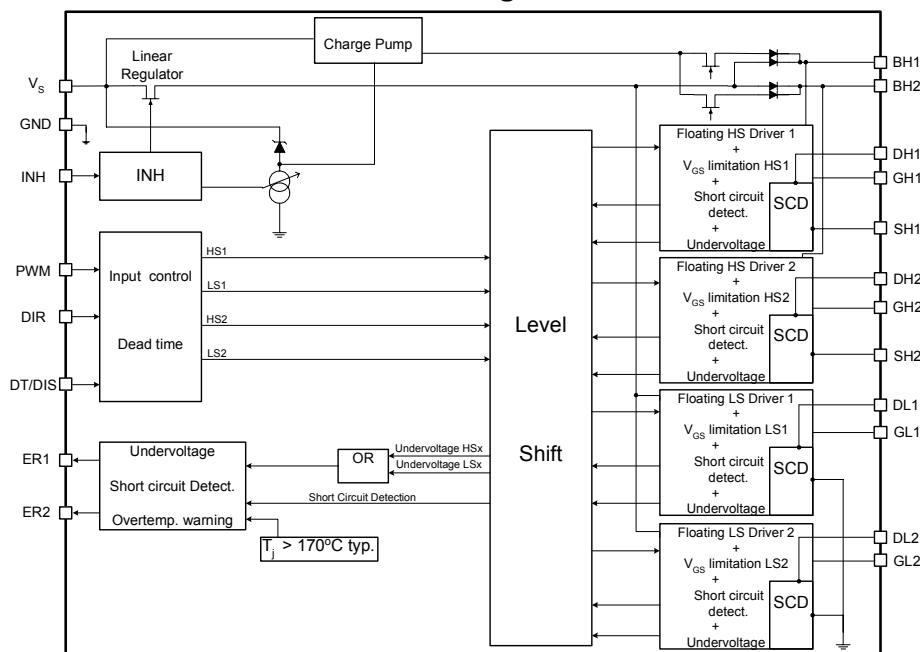 Charge Pump
Linear
Regulator
BH1
BH2
VS
GND
INH
INH
Floating HS Driver 1
+
VGS limitation HS1
+
Short circuit
detect.
+
Undervoltage
SCD
DH1
GH1
SH1
PWM
DIR
DT/DIS
Input control
Dead time
HS1
LS1
HS2
LS2
Level
Shift
Floating HS Driver 2
+
VGS limitation HS2
+
Short circuit
detect.
+
Undervoltage
SCD
DH2
GH2
SH2
Floating LS Driver 1
+
VGS limitation LS1
+
Short circuit
detect.
+
Undervoltage
SCD
DL1
GL1
ER1
ER2
Undervoltage
Short circuit Detect.
Overtemp. warning
OR
Undervoltage HSx
Undervoltage LSx
Short Circuit Detection
Tj > 170°C typ.
Floating LS Driver 2
+
VGS limitation LS2
+
Short circuit
detect.
+
Undervoltage
SCD
DL2
GL2